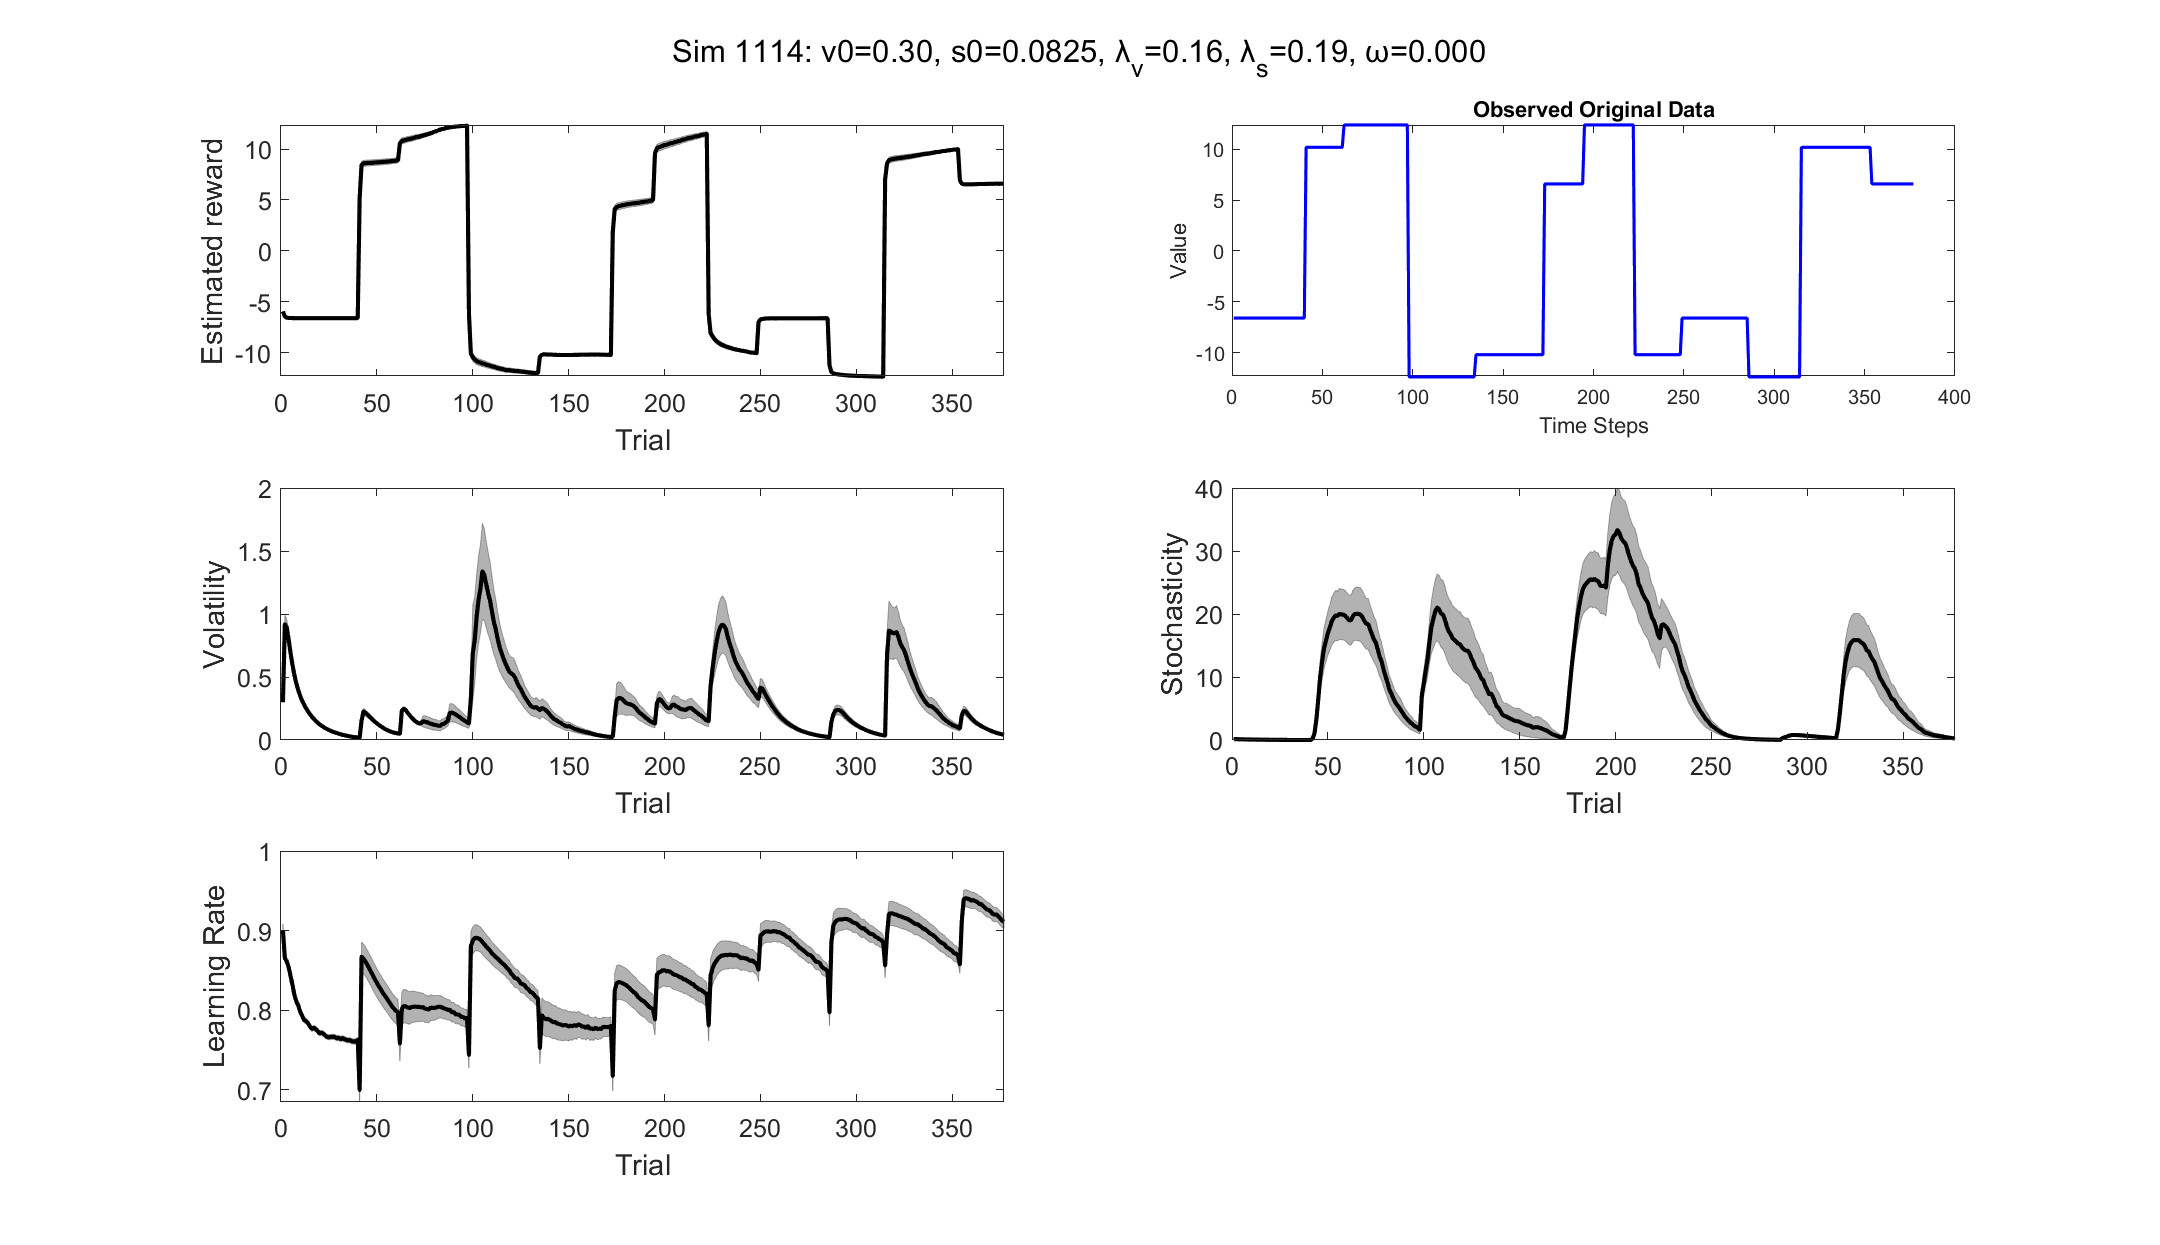 Sim 1114: v0=0.30, s0=0.0825, λv=0.16, λs=0.19, ω=0.000
Estimated reward
10
5
0
-5
-10
0 50 100 150 200 250 300 350
Trial
Observed Original Data
Value
10
5
0
-5
-10
0 50 100 150 200 250 300 350 400
Time Steps
Volatility
2
1.5
1
0.5
0
0 50 100 150 200 250 300 350
Trial
Stochasticity
40
30
20
10
0
0 50 100 150 200 250 300 350
Trial
Learning Rate
1
0.9
0.8
0.7
0 50 100 150 200 250 300 350
Trial